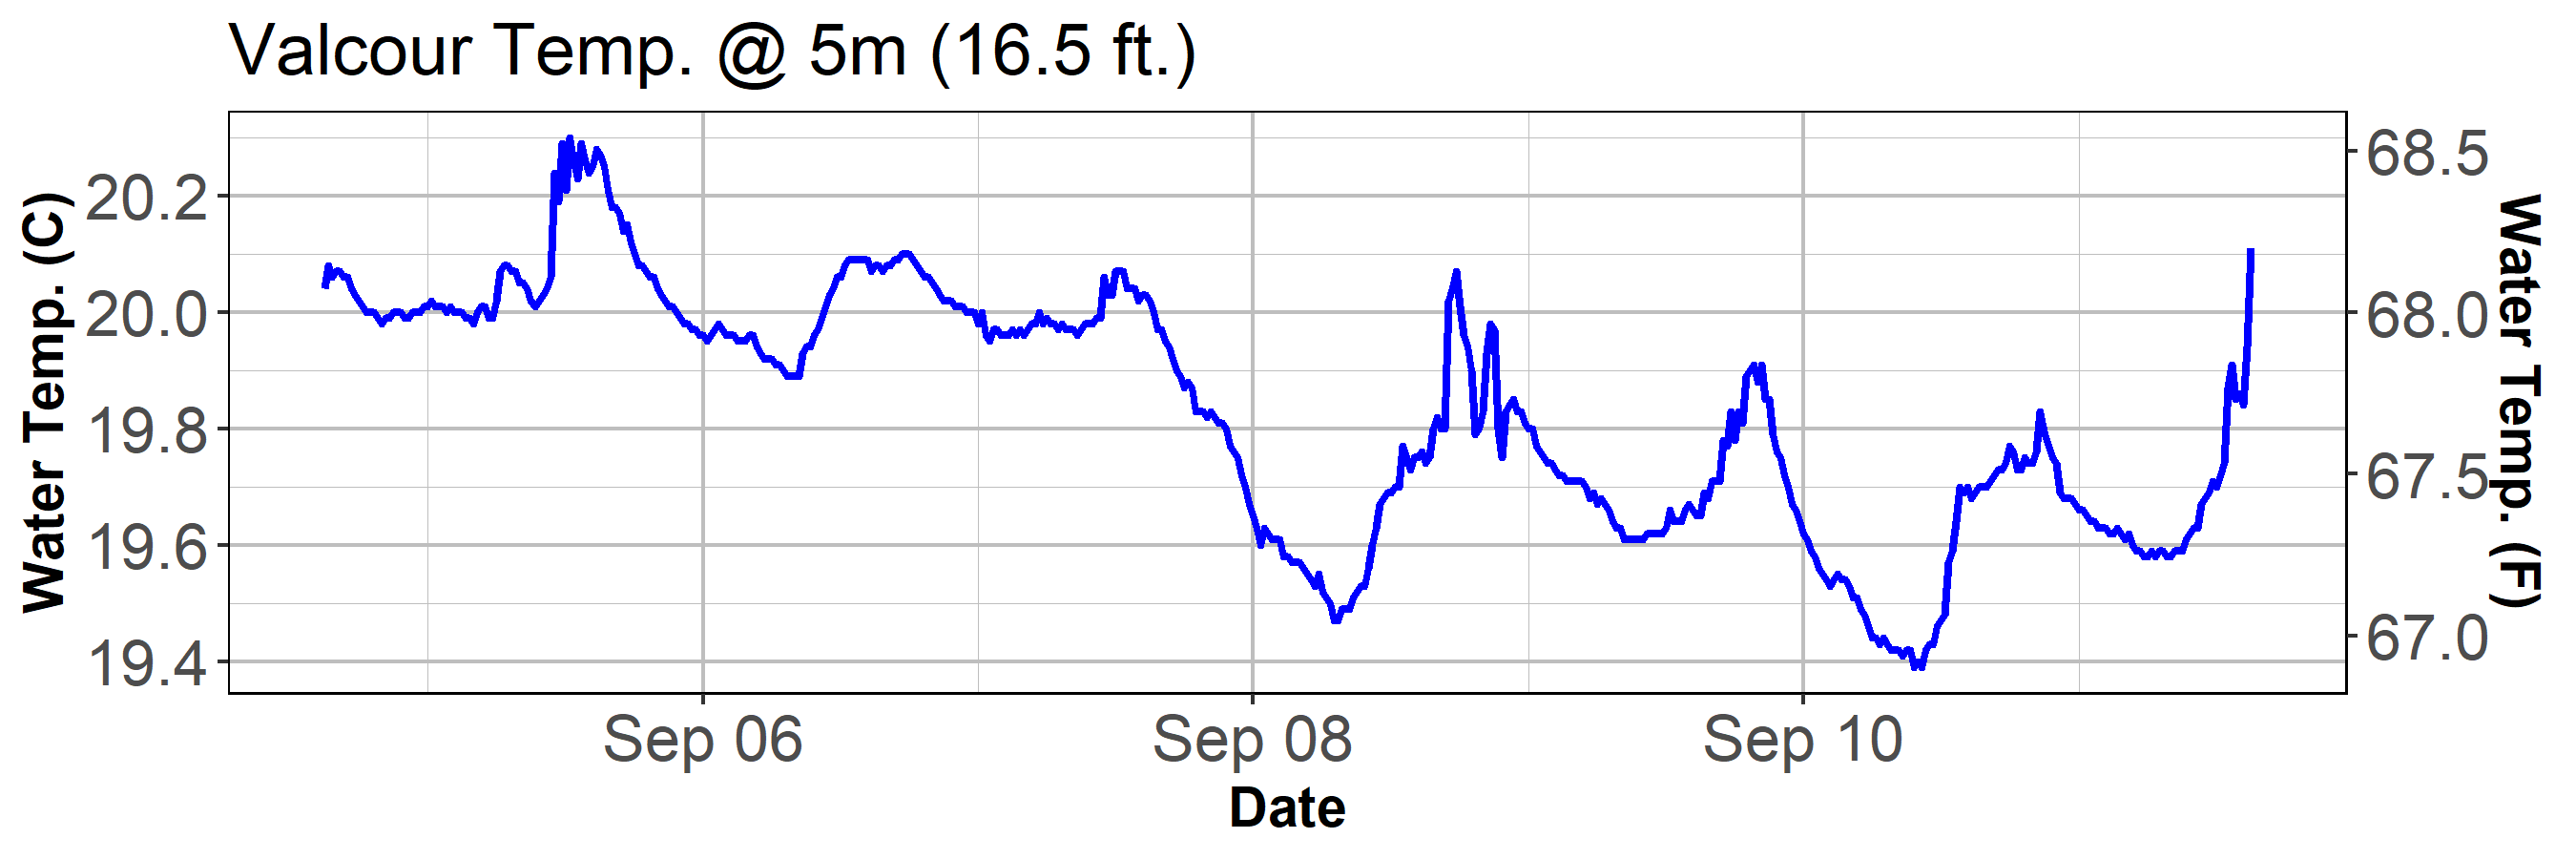 Valcour Temp. @ 5m (16.5 ft.)
Water Temp. (C)
20.2
20.0
19.8
19.6
19.4
68.5
68.0
67.5
67.0
Water Temp. (F)
Sep 06
Sep 08
Sep 10
Date